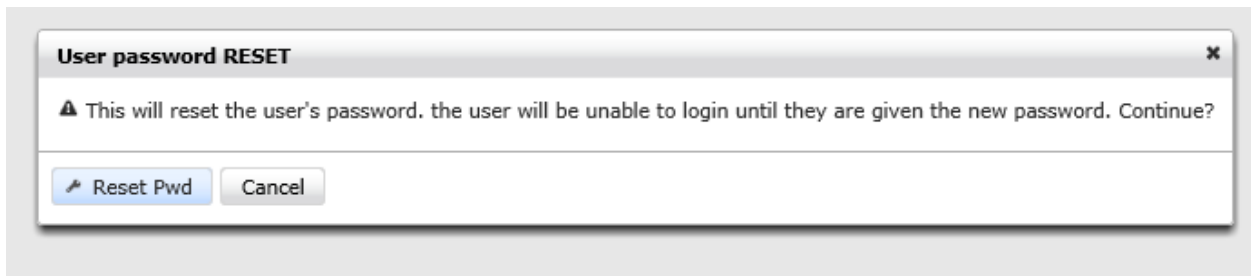 User password RESET
This will reset the user's password. the user will be unable to login until they are given the new password. Continue?
Reset Pwd
Cancel